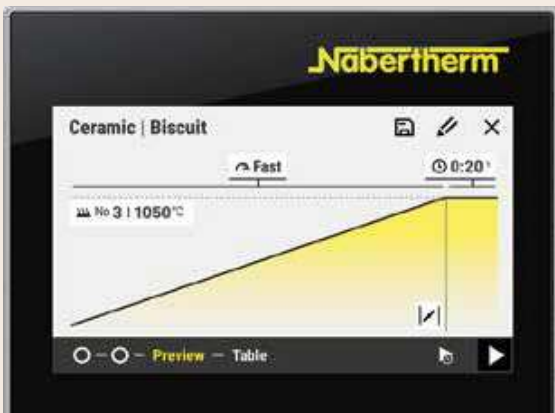 Nabertherm
Ceramic | Biscuit
Fast
0:20 h
No 3 | 1050 °C
Preview — Table